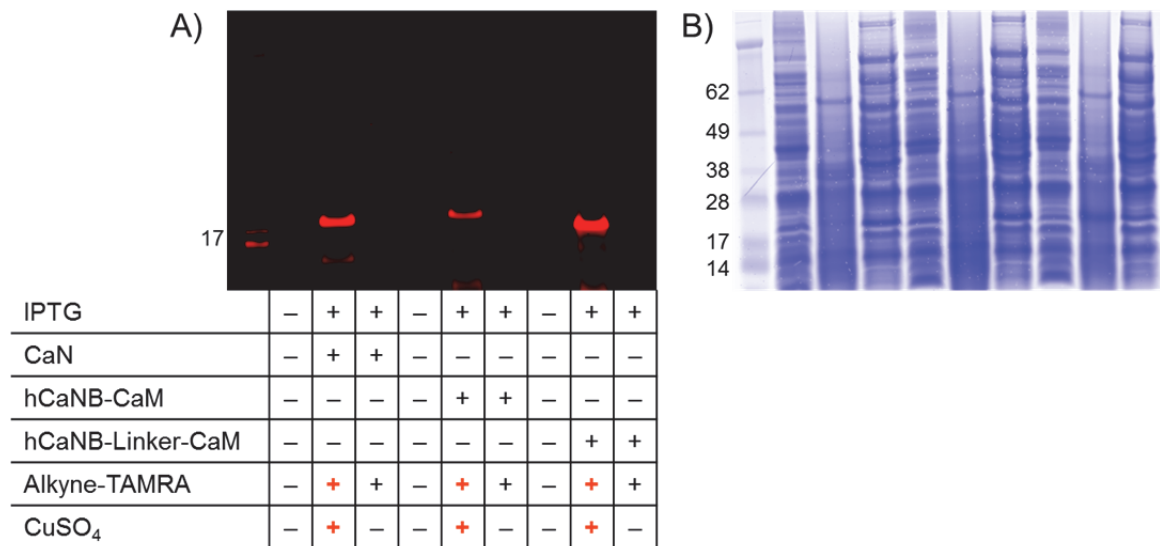 A)
17
IPTG – + + – + + – + +
CaN – + + – – – – – –
hCaNB-CaM – – – – + + – – –
hCaNB-Linker-CaM – – – – – – – + +
Alkyne-TAMRA – + + – + + – + +
CuSO₄ – + – – + – – + –
B)
62
49
38
28
17
14